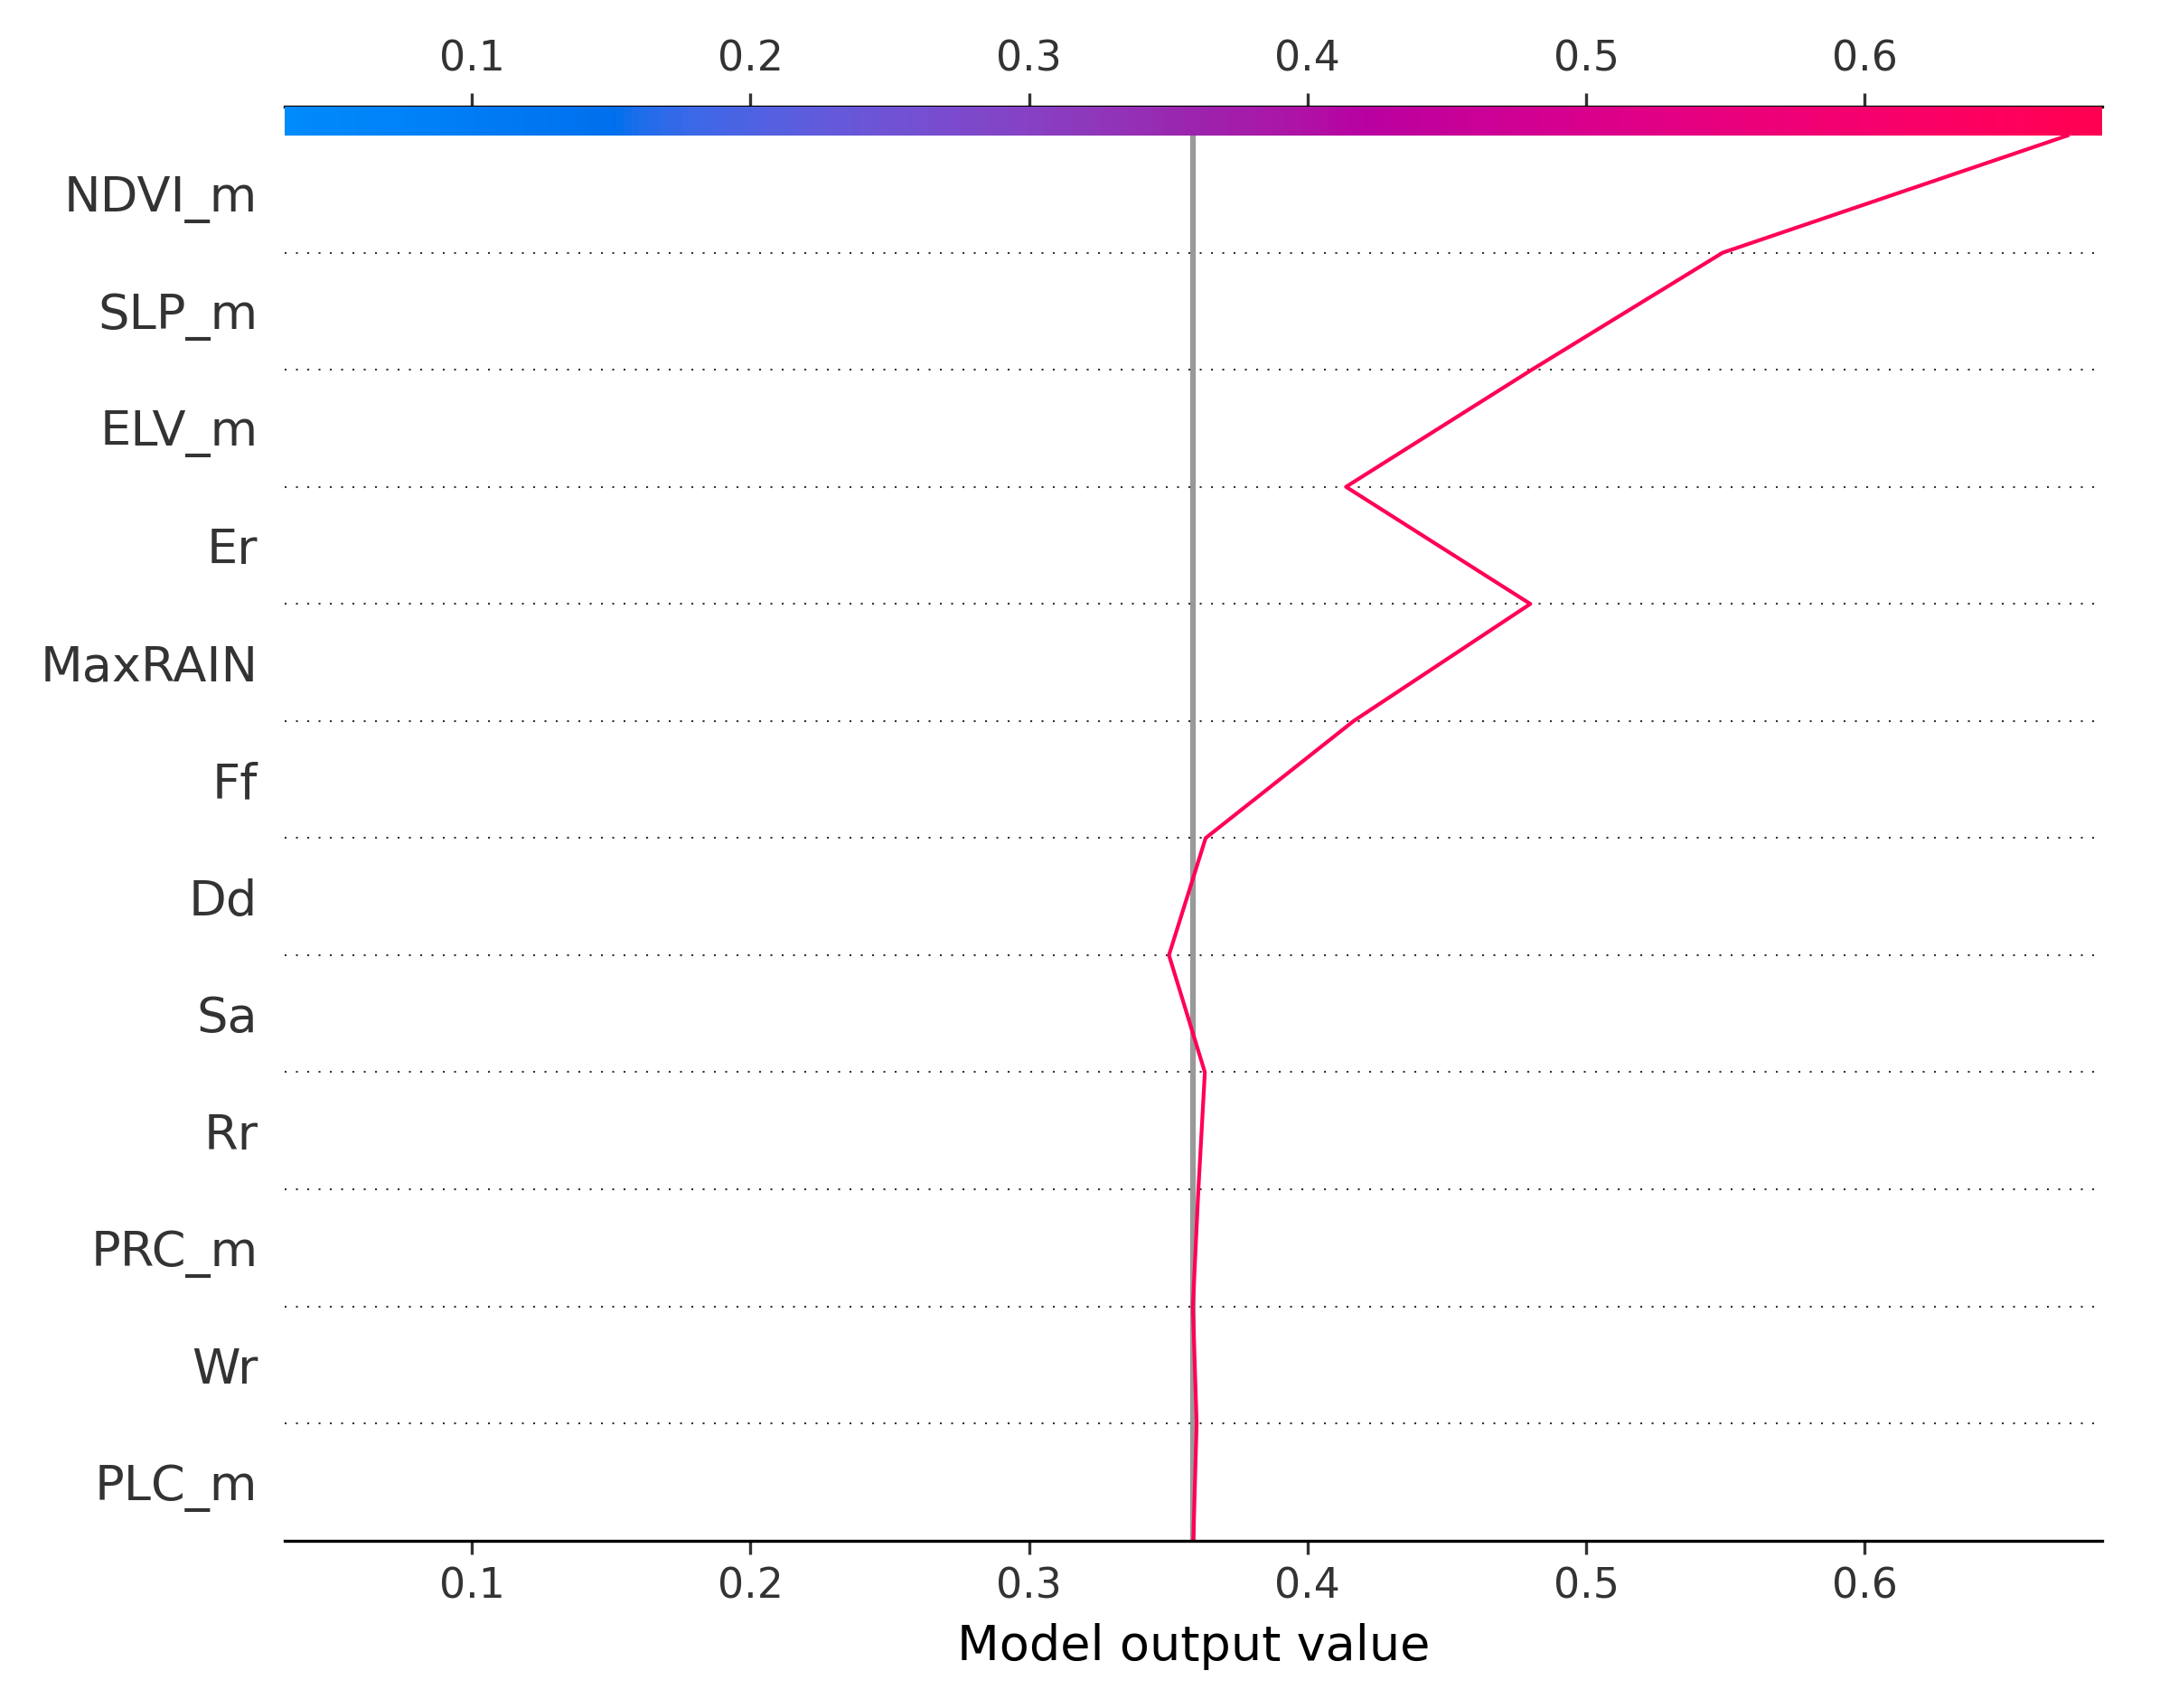 0.1 0.2 0.3 0.4 0.5 0.6
NDVI_m
SLP_m
ELV_m
Er
MaxRAIN
Ff
Dd
Sa
Rr
PRC_m
Wr
PLC_m
0.1 0.2 0.3 0.4 0.5 0.6
Model output value